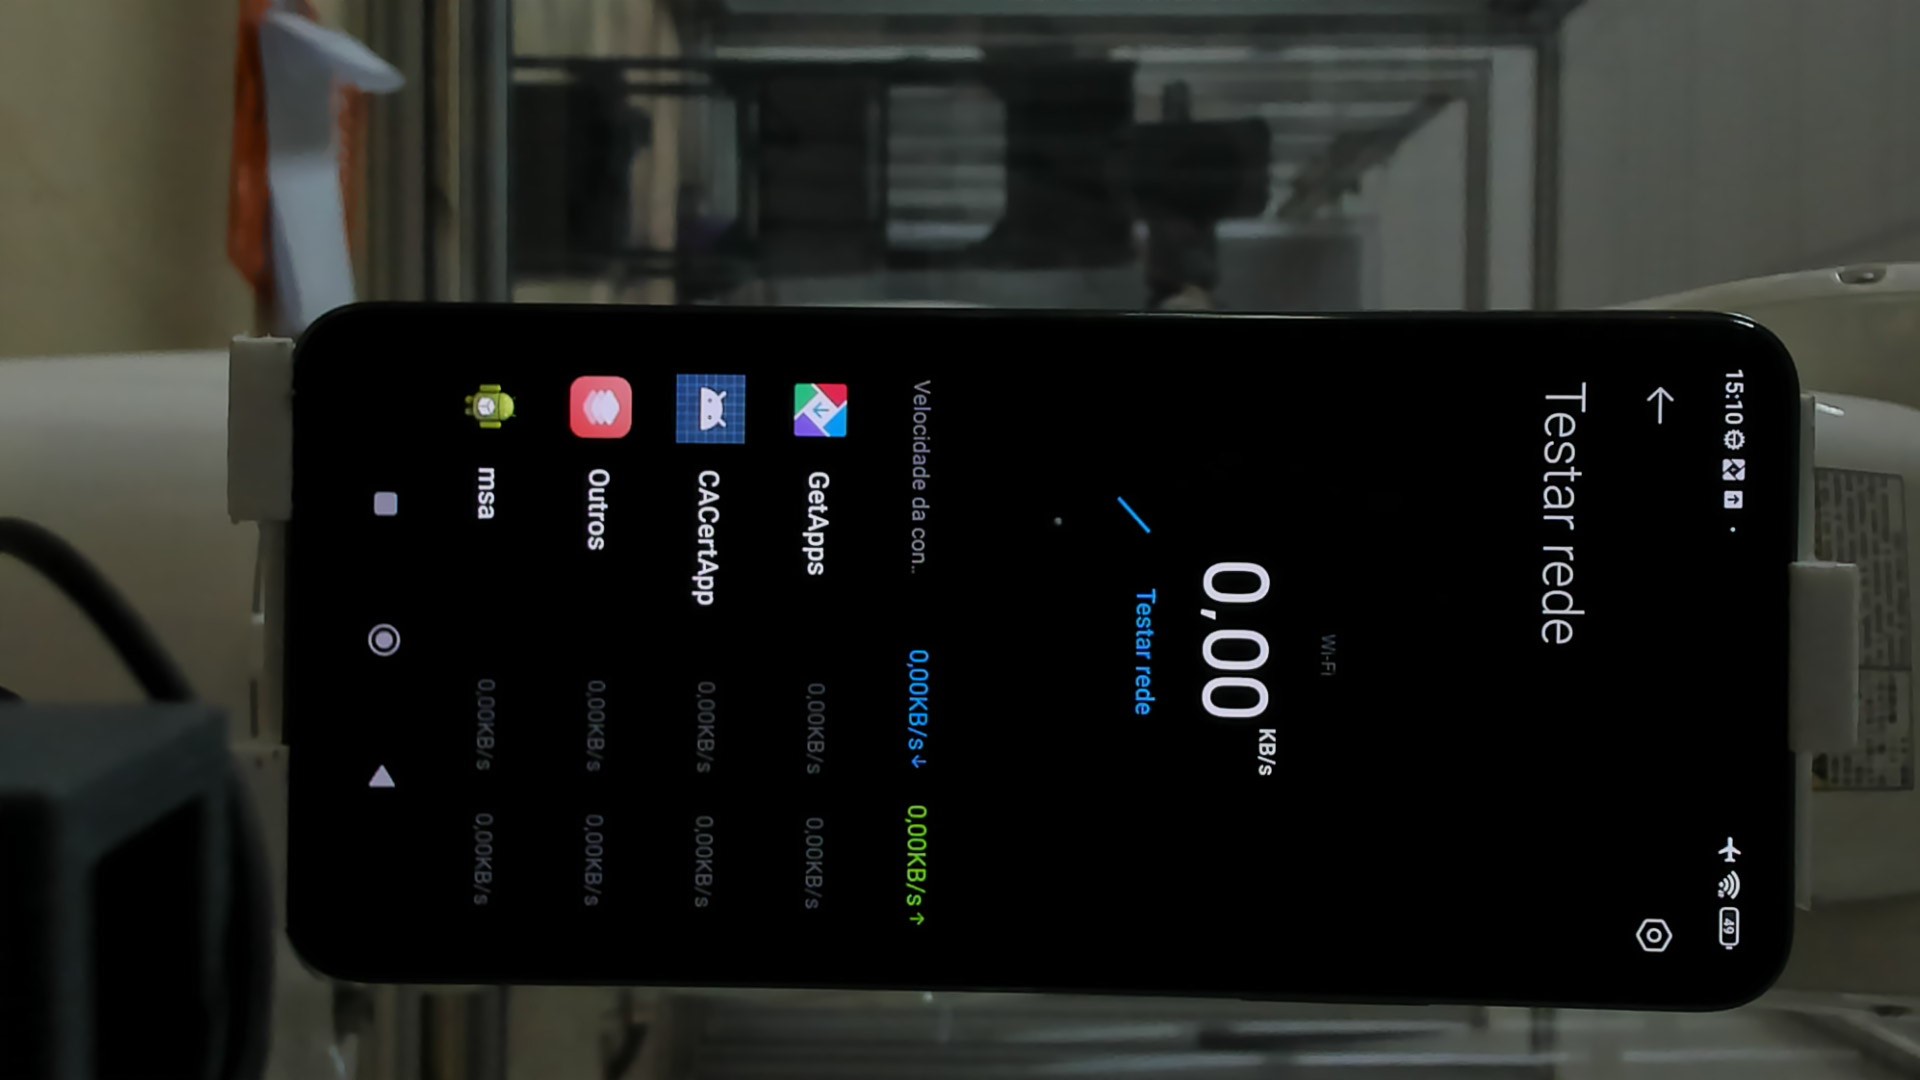 15:10
49
Testar rede
Wi-Fi
0,00 KB/s
Testar rede
Velocidade da con.. 0,00KB/s↓ 0,00KB/s↑
GetApps 0,00KB/s 0,00KB/s
CACertApp 0,00KB/s 0,00KB/s
Outros 0,00KB/s 0,00KB/s
msa 0,00KB/s 0,00KB/s